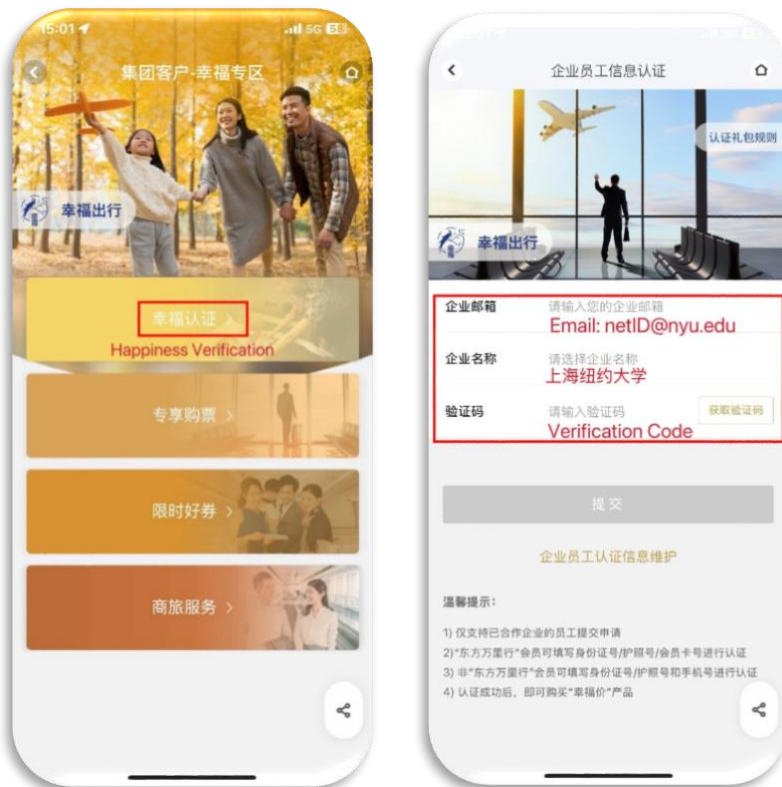 15:01
5G 58
集团客户-幸福专区
幸福出行
幸福认证 >
Happiness Verification
专享购票 >
限时好券 >
商旅服务 >
企业员工信息认证
认证礼包规则
幸福出行
企业邮箱 请输入您的企业邮箱
Email: netID@nyu.edu
企业名称 请选择企业名称
上海纽约大学
验证码 请输入验证码 获取验证码
Verification Code
提交
企业员工认证信息维护
温馨提示：
1) 仅支持已合作企业的员工提交申请
2)“东方万里行”会员可填写身份证号/护照号/会员卡号进行认证
3) 非“东方万里行”会员可填写身份证号/护照号和手机号进行认证
4) 认证成功后，即可购买“幸福价”产品